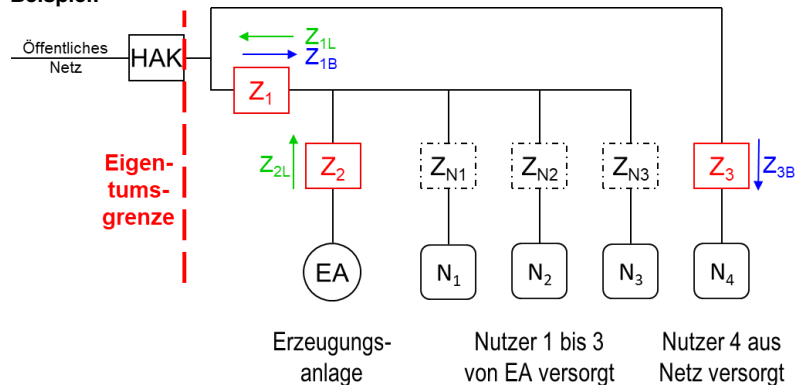 Beispiel:
Öffentliches
Netz
HAK
Z1L
Z1B
Z1
Eigen-
tums-
grenze
Z2L
Z2
ZN1
ZN2
ZN3
Z3
Z3B
EA
N1
N2
N3
N4
Erzeugungs-
anlage
Nutzer 1 bis 3
von EA versorgt
Nutzer 4 aus
Netz versorgt